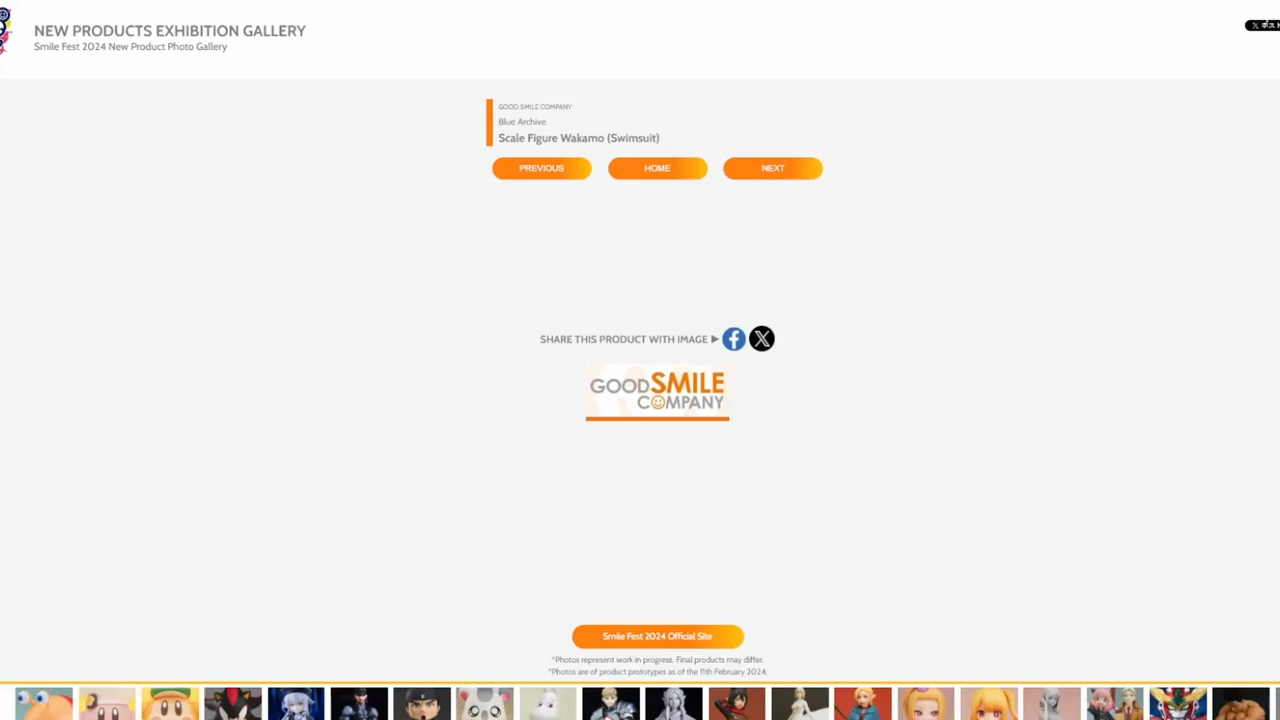 NEW PRODUCTS EXHIBITION GALLERY
Smile Fest 2024 New Product Photo Gallery
GOOD SMILE COMPANY
Blue Archive
Scale Figure Wakamo (Swimsuit)
PREVIOUS HOME NEXT
SHARE THIS PRODUCT WITH IMAGE ▶
GOOD SMILE
COMPANY
Smile Fest 2024 Official Site
*Photos represent work in progress. Final products may differ.
*Photos are of product prototypes as of the 11th February 2024.